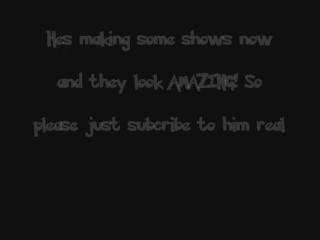 Hes making some shows now
and they look AMAZING! So
please just subcribe to him real